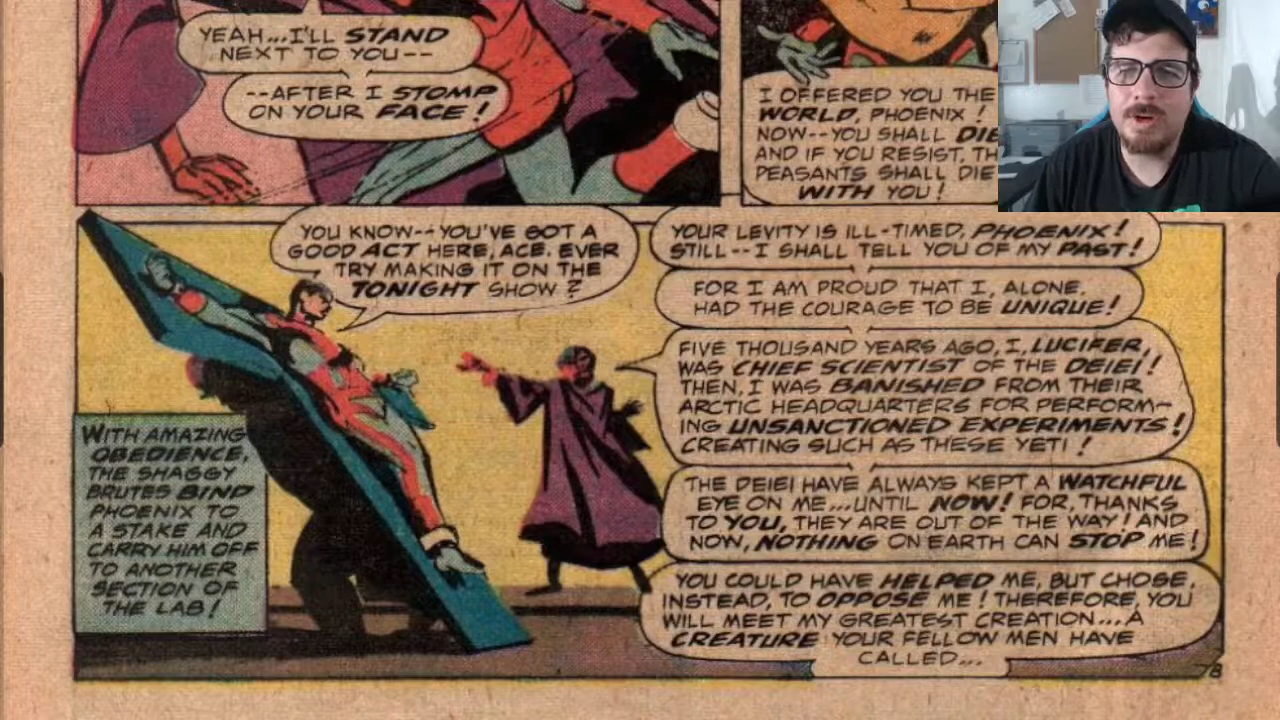 YEAH...I'LL STAND
NEXT TO YOU--
--AFTER I STOMP
ON YOUR FACE!
I OFFERED YOU THE
WORLD, PHOENIX!
NOW--YOU SHALL DIE
AND IF YOU RESIST, TH
PEASANTS SHALL DIE
WITH YOU!
YOU KNOW--YOU'VE GOT A
GOOD ACT HERE, ACE. EVER
TRY MAKING IT ON THE
TONIGHT SHOW?
YOUR LEVITY IS ILL-TIMED, PHOENIX!
STILL--I SHALL TELL YOU OF MY PAST!
FOR I AM PROUD THAT I, ALONE,
HAD THE COURAGE TO BE UNIQUE!
FIVE THOUSAND YEARS AGO, I, LUCIFER,
WAS CHIEF SCIENTIST OF THE DEIEI!
THEN, I WAS BANISHED FROM THEIR
ARCTIC HEADQUARTERS FOR PERFORM-
ING UNSANCTIONED EXPERIMENTS!
CREATING SUCH AS THESE YETI!
THE DEIEI HAVE ALWAYS KEPT A WATCHFUL
EYE ON ME...UNTIL NOW! FOR, THANKS
TO YOU, THEY ARE OUT OF THE WAY! AND
NOW, NOTHING ON EARTH CAN STOP ME!
YOU COULD HAVE HELPED ME, BUT CHOSE,
INSTEAD, TO OPPOSE ME! THEREFORE, YOU
WILL MEET MY GREATEST CREATION...A
CREATURE YOUR FELLOW MEN HAVE
CALLED...
WITH AMAZING
OBEDIENCE,
THE SHAGGY
BRUTES BIND
PHOENIX TO
A STAKE AND
CARRY HIM OFF
TO ANOTHER
SECTION OF
THE LAB!
8